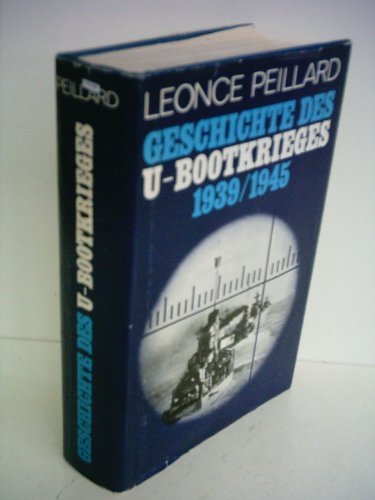 PEILLARD
GESCHICHTE DES U-BOOTKRIEGES
LEONCE PEILLARD
GESCHICHTE DES
U-BOOTKRIEGES
1939/1945